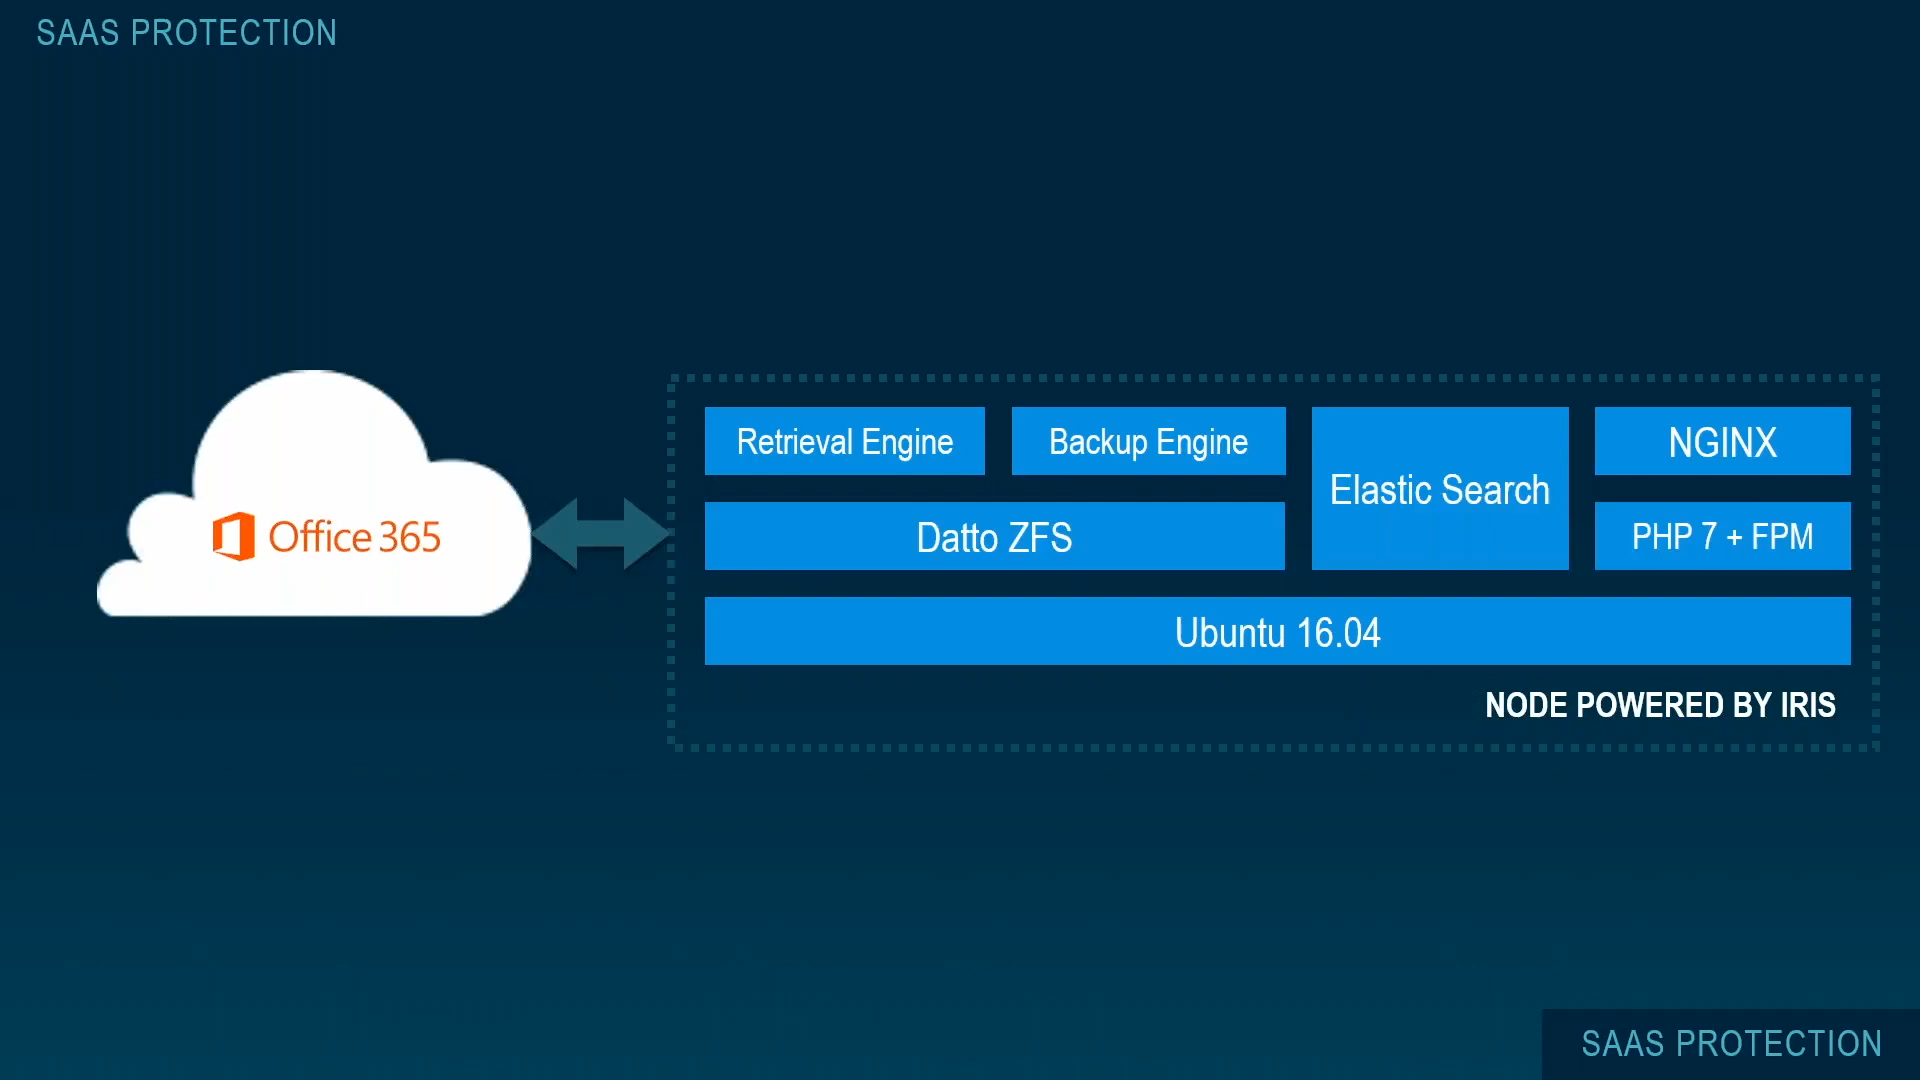 SAAS PROTECTION
Retrieval Engine
Backup Engine
Elastic Search
NGINX
Datto ZFS
PHP 7 + FPM
Office 365
Ubuntu 16.04
NODE POWERED BY IRIS
SAAS PROTECTION